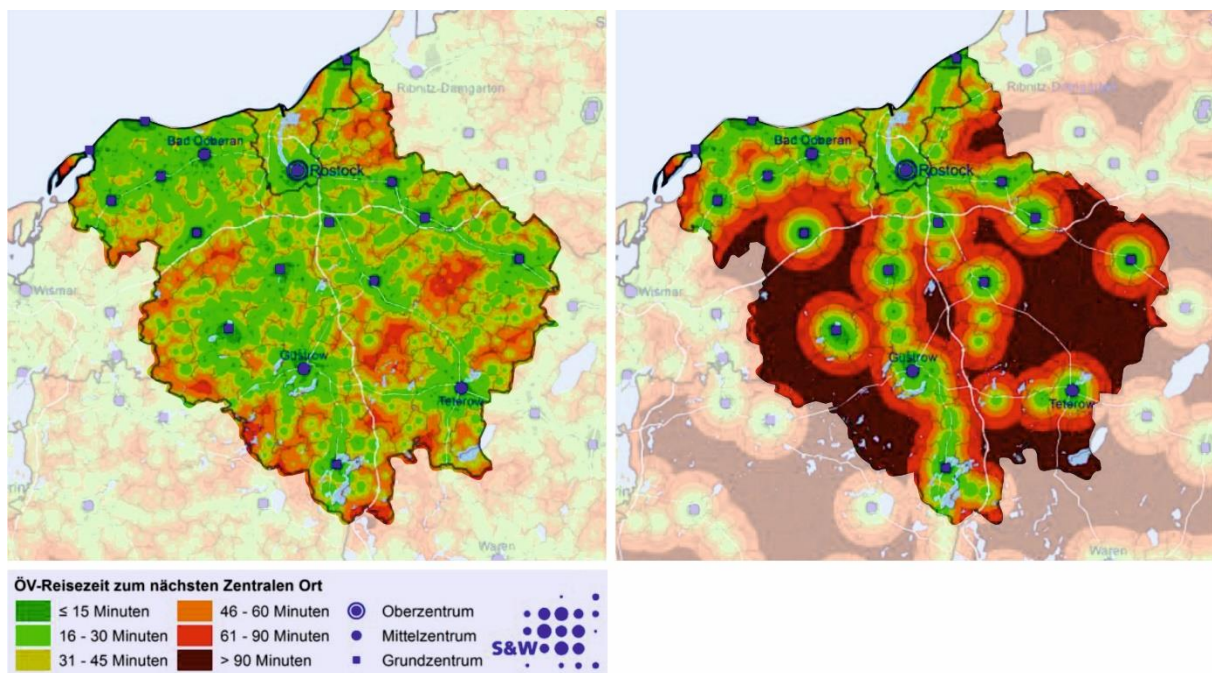 Ribnitz-Damgarten
Bad Doberan
Rostock
Wismar
Güstrow
Teterow
Waren
Ribnitz-Damgarten
Bad Doberan
Rostock
Wismar
Güstrow
Teterow
Waren
ÖV-Reisezeit zum nächsten Zentralen Ort
≤ 15 Minuten
46 - 60 Minuten
Oberzentrum
16 - 30 Minuten
61 - 90 Minuten
Mittelzentrum
31 - 45 Minuten
> 90 Minuten
Grundzentrum
S&W